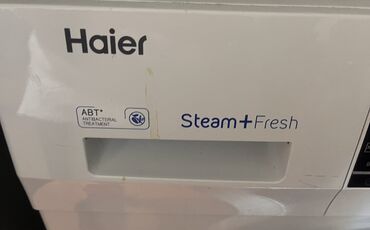 Haier
ABT*
ANTIBACTERIAL
TREATMENT
Steam+Fresh